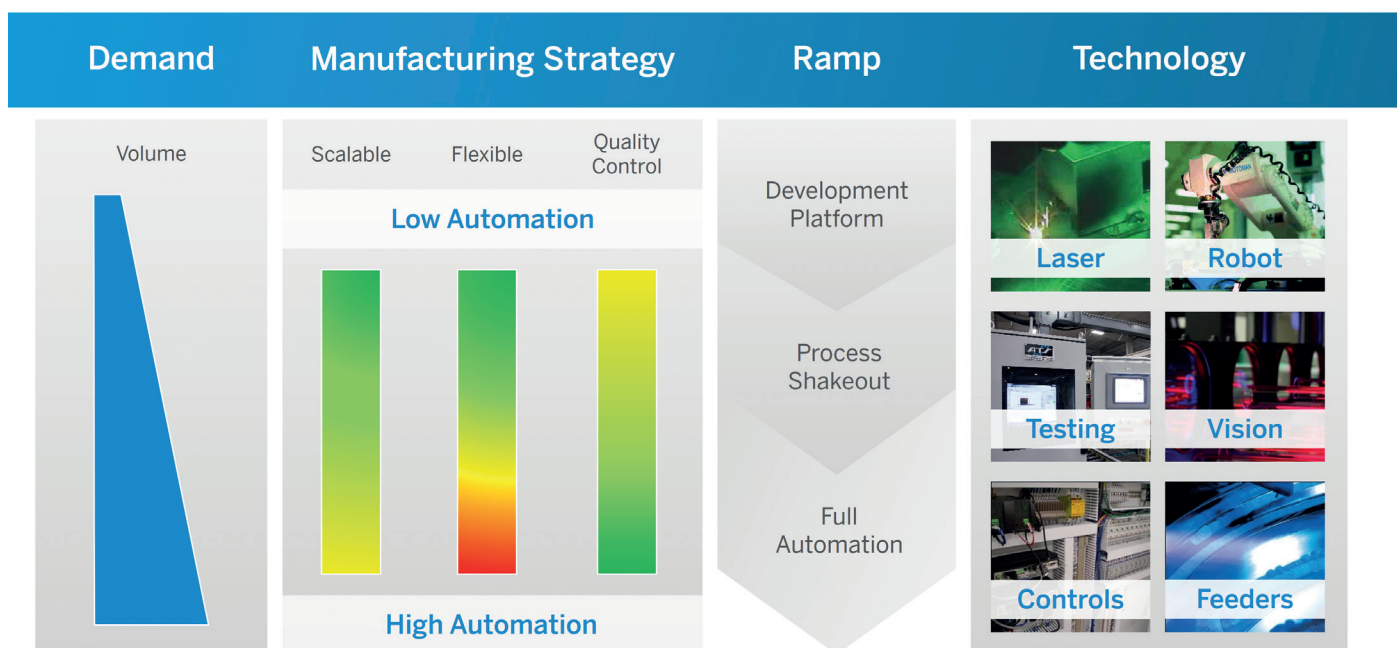 Demand
Manufacturing Strategy
Ramp
Technology
Volume
Scalable
Flexible
Quality
Control
Low Automation
High Automation
Development
Platform
Process
Shakeout
Full
Automation
Laser
Robot
Testing
Vision
Controls
Feeders
ATS